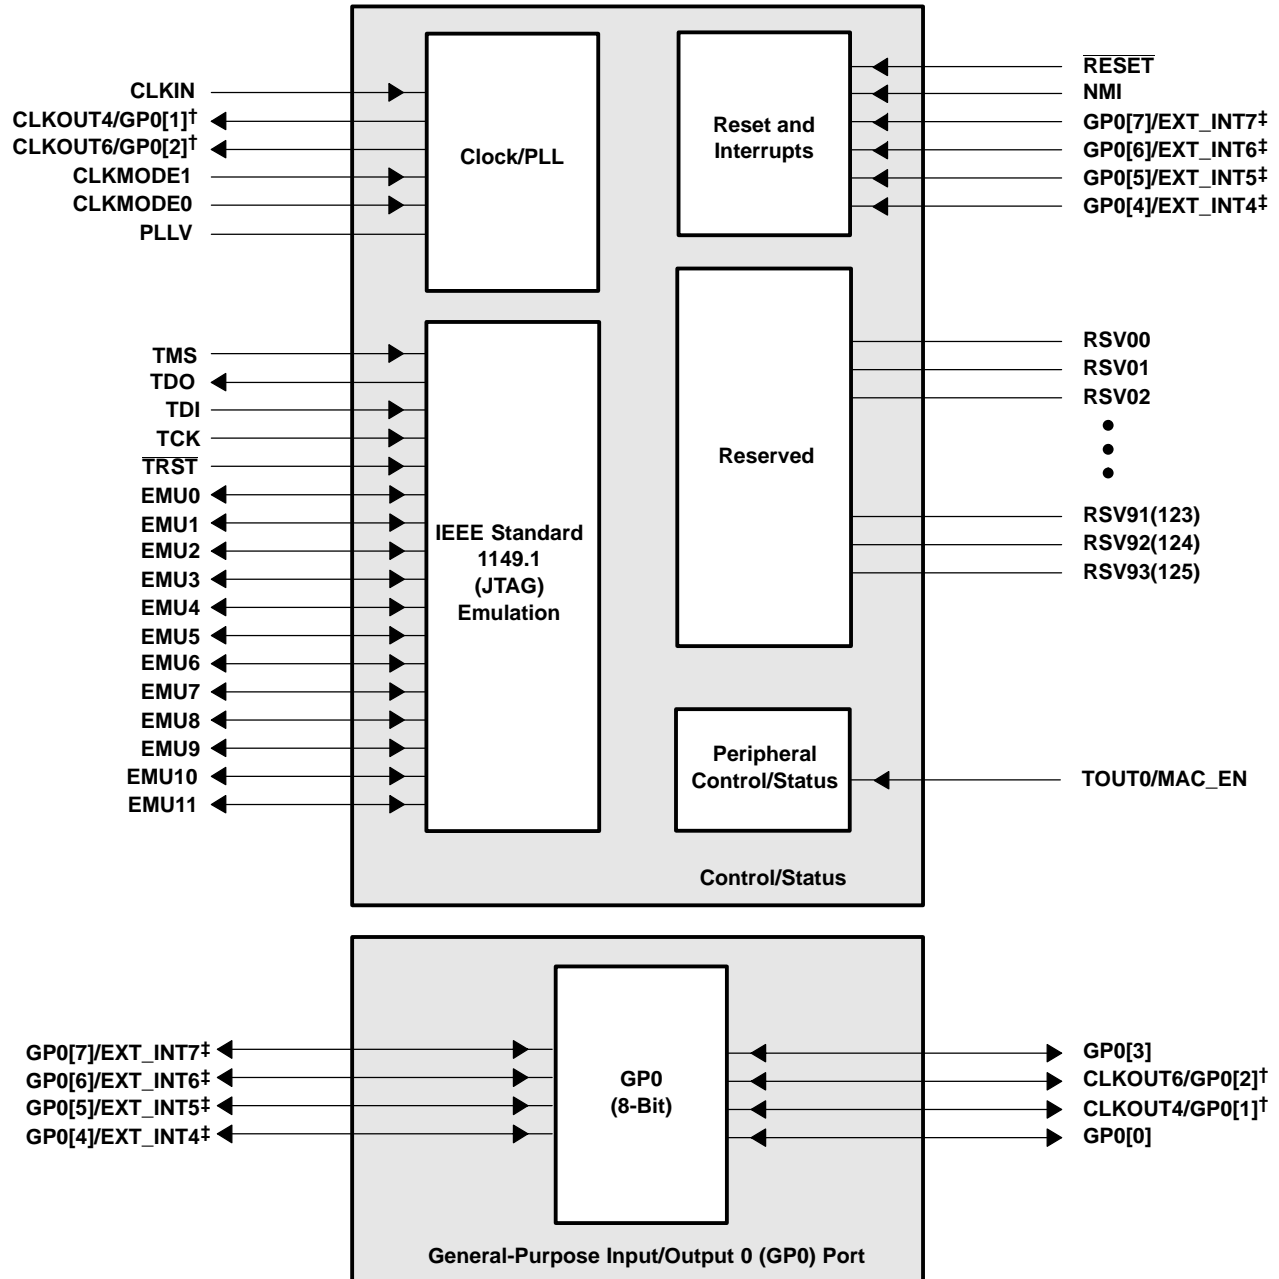 CLKIN
CLKOUT4/GP0[1]†
CLKOUT6/GP0[2]†
CLKMODE1
CLKMODE0
PLLV
Clock/PLL
Reset and
Interrupts
RESET
NMI
GP0[7]/EXT_INT7‡
GP0[6]/EXT_INT6‡
GP0[5]/EXT_INT5‡
GP0[4]/EXT_INT4‡
TMS
TDO
TDI
TCK
TRST
EMU0
EMU1
EMU2
EMU3
EMU4
EMU5
EMU6
EMU7
EMU8
EMU9
EMU10
EMU11
IEEE Standard
1149.1
(JTAG)
Emulation
Reserved
RSV00
RSV01
RSV02
RSV91(123)
RSV92(124)
RSV93(125)
Peripheral
Control/Status
TOUT0/MAC_EN
Control/Status
GP0[7]/EXT_INT7‡
GP0[6]/EXT_INT6‡
GP0[5]/EXT_INT5‡
GP0[4]/EXT_INT4‡
GP0
(8-Bit)
GP0[3]
CLKOUT6/GP0[2]†
CLKOUT4/GP0[1]†
GP0[0]
General-Purpose Input/Output 0 (GP0) Port